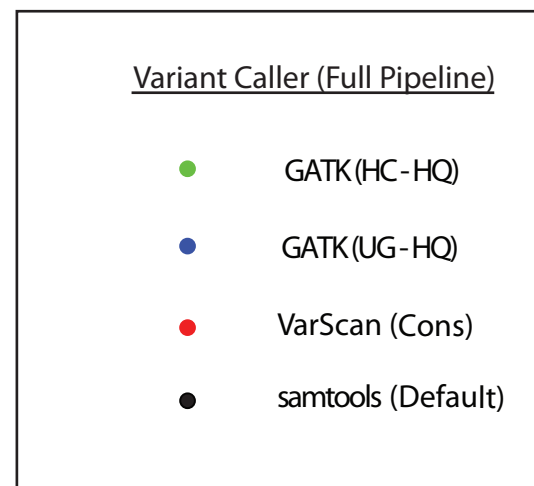 Variant Caller (Full Pipeline)
GATK (HC-HQ)
GATK (UG-HQ)
VarScan (Cons)
samtools (Default)